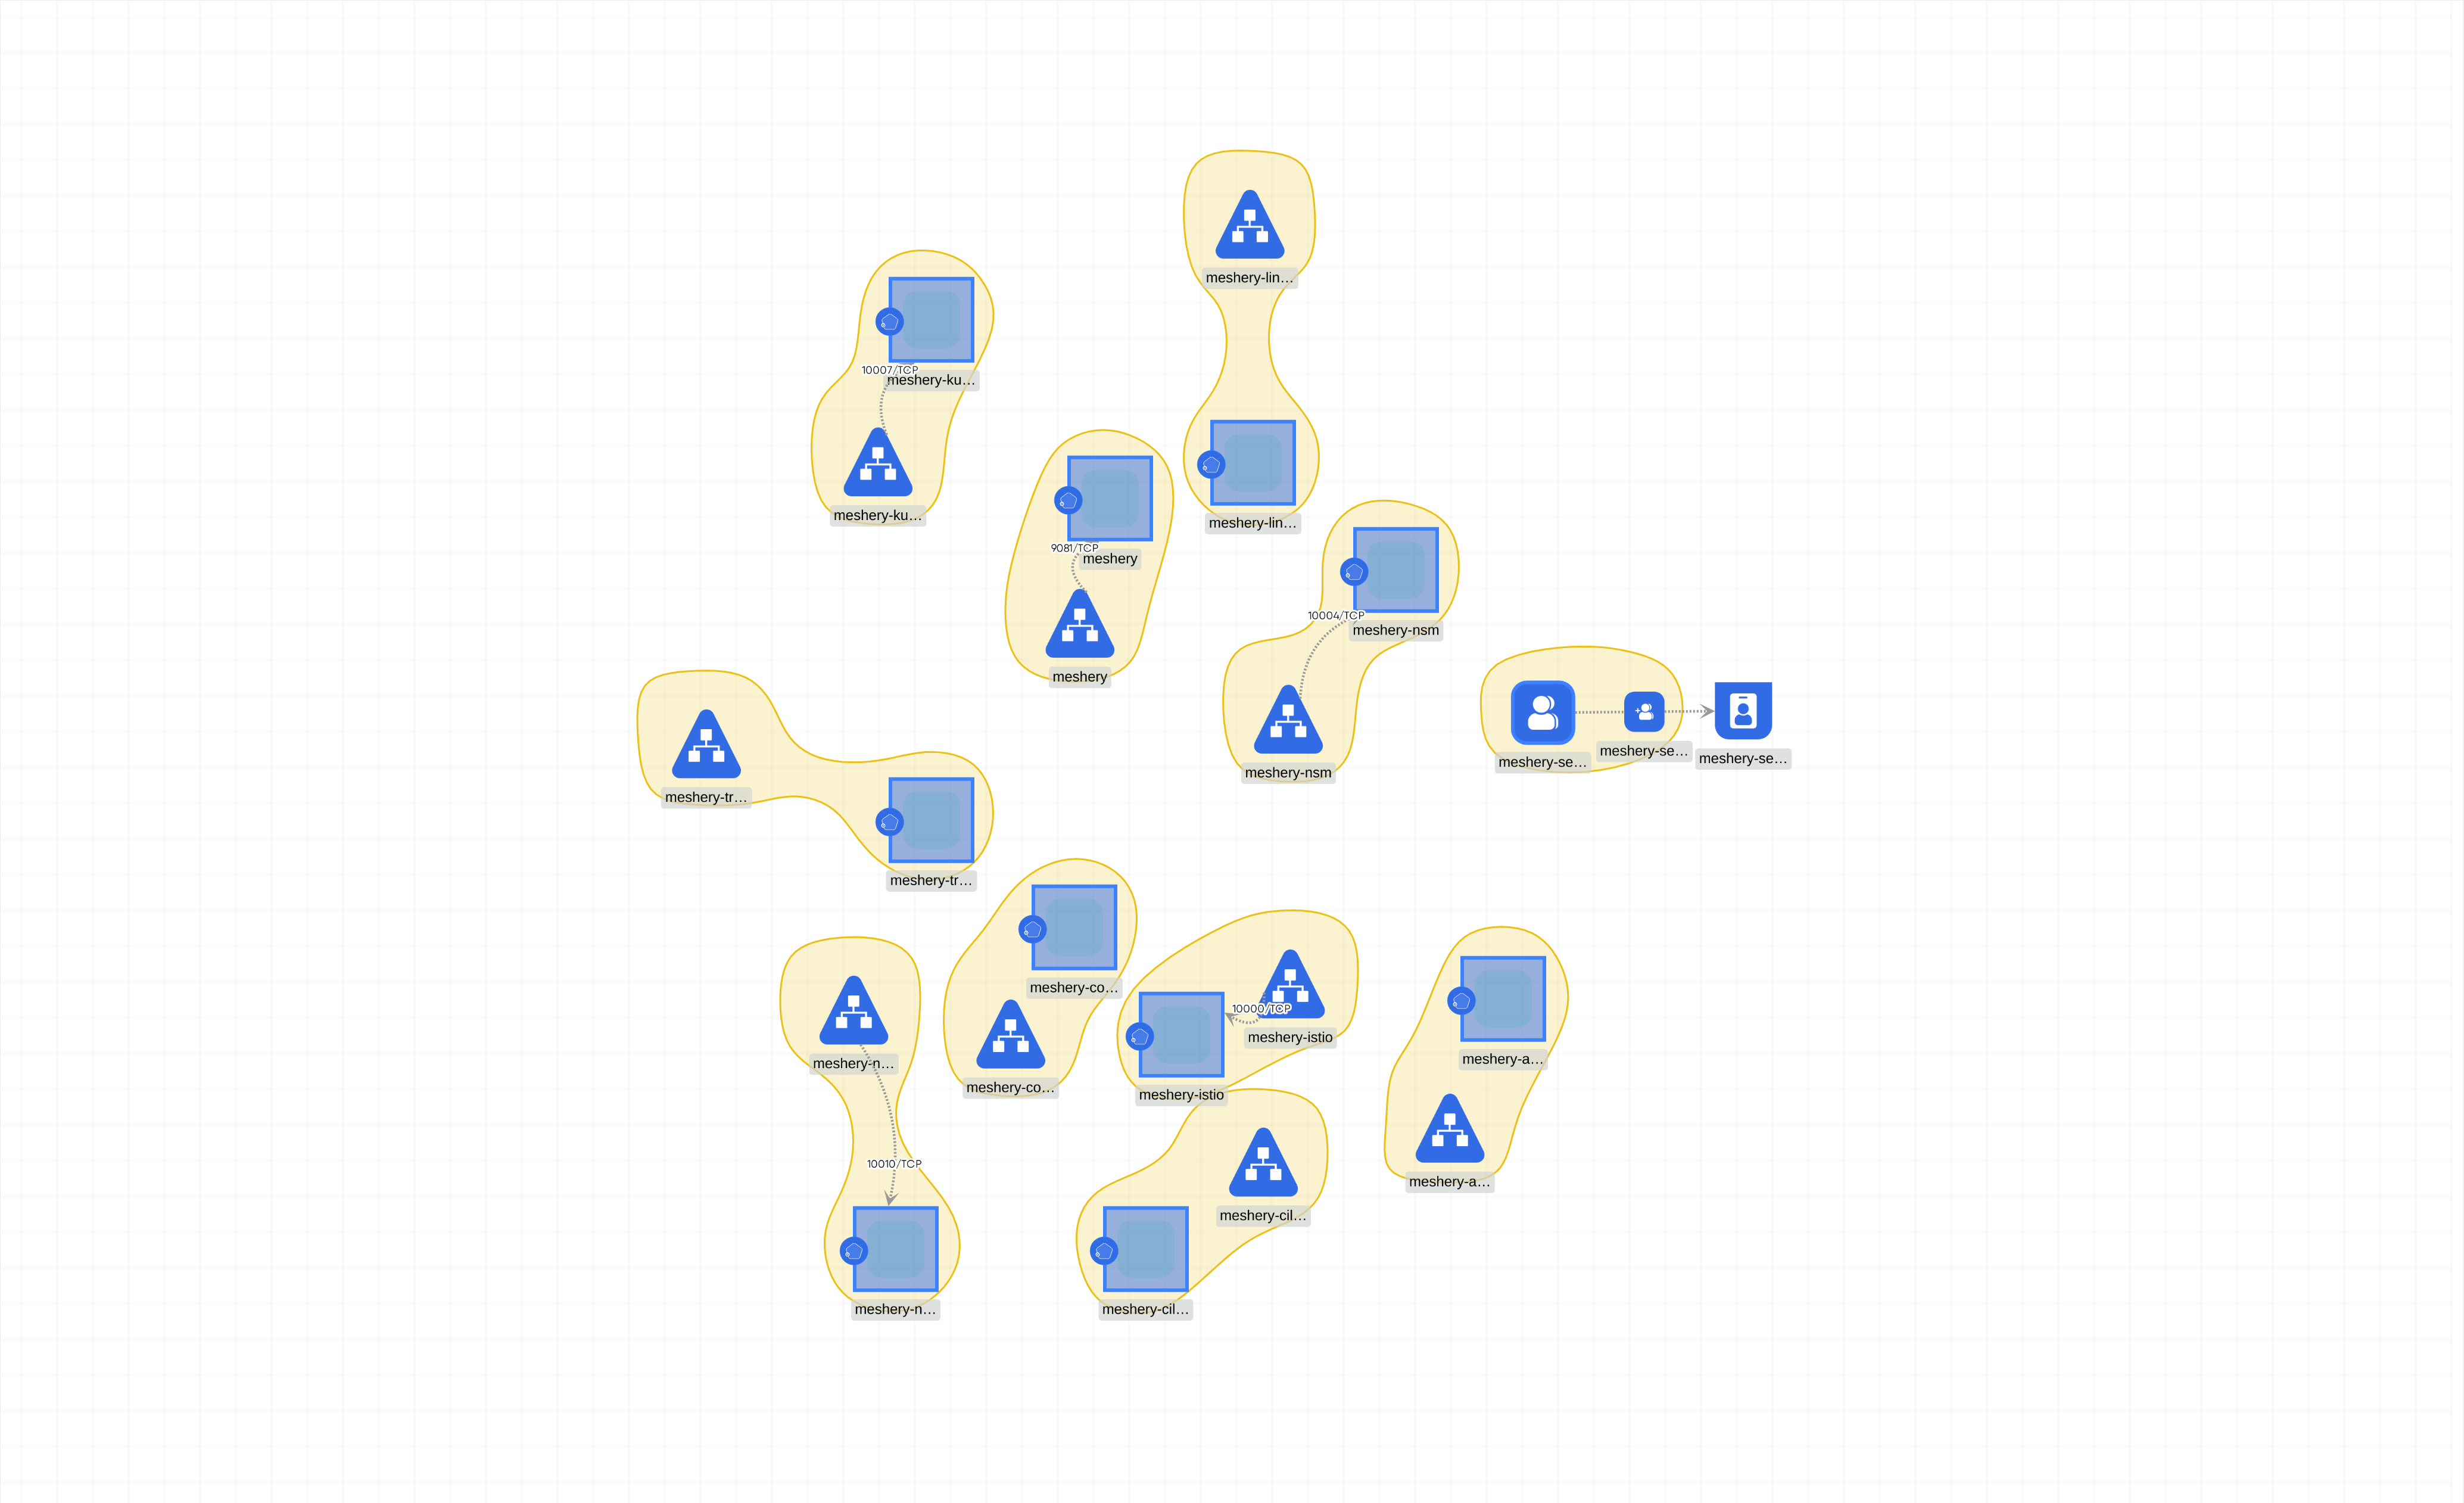 meshery-lin…
10007/TCP
meshery-ku…
meshery-ku…
meshery-lin…
9081/TCP
meshery
meshery
10004/TCP
meshery-nsm
meshery-nsm
meshery-se…
meshery-se…
meshery-se…
meshery-tr…
meshery-tr…
meshery-co…
meshery-co…
10000/TCP
meshery-istio
meshery-istio
meshery-a…
meshery-a…
meshery-n…
10010/TCP
meshery-n…
meshery-cil…
meshery-cil…